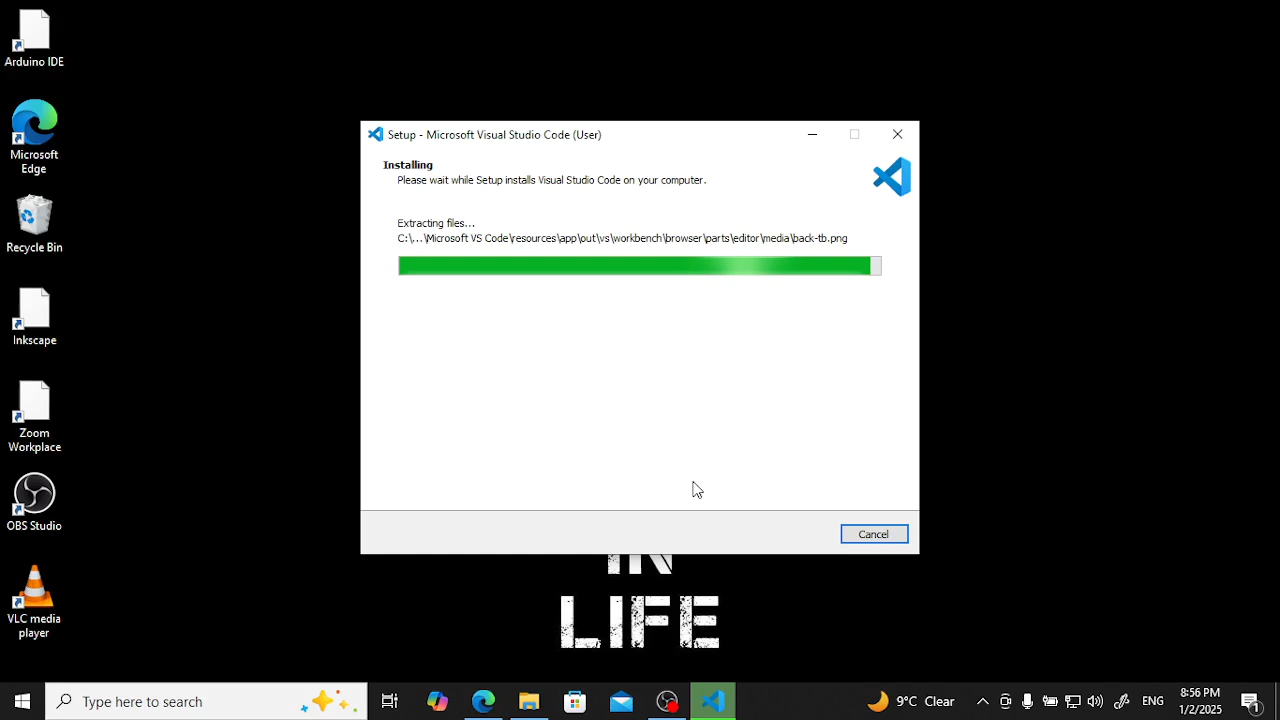 Arduino IDE
Microsoft
Edge
Recycle Bin
Inkscape
Zoom
Workplace
OBS Studio
VLC media
player
Setup - Microsoft Visual Studio Code (User)
Installing
Please wait while Setup installs Visual Studio Code on your computer.
Extracting files...
C:\...\Microsoft VS Code\resources\app\out\vs\workbench\browser\parts\editor\media\back-tb.png
Cancel
IN
LIFE
Type here to search
9°C Clear
ENG
8:56 PM
1/2/2025
1